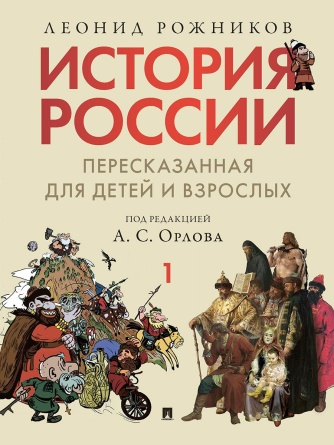 ЛЕОНИД РОЖНИКОВ
ИСТОРИЯ
РОССИИ
ПЕРЕСКАЗАННАЯ
ДЛЯ ДЕТЕЙ И ВЗРОСЛЫХ
ПОД РЕДАКЦИЕЙ
А. С. ОРЛОВА
1